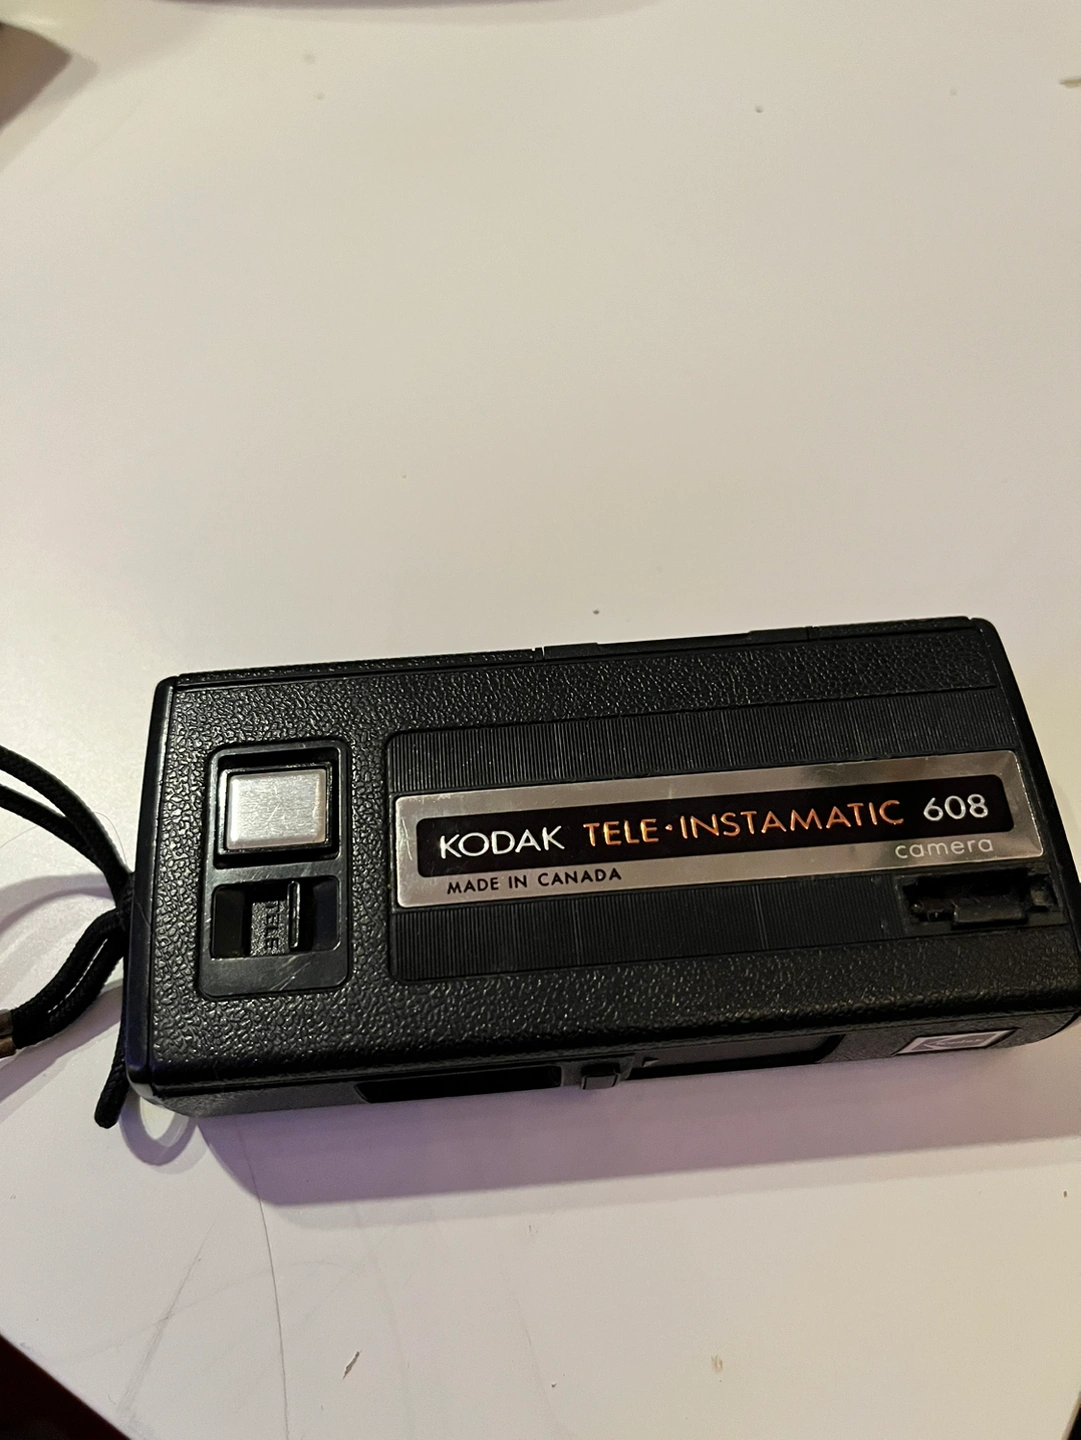 KODAK TELE•INSTAMATIC 608
camera
MADE IN CANADA
TELE